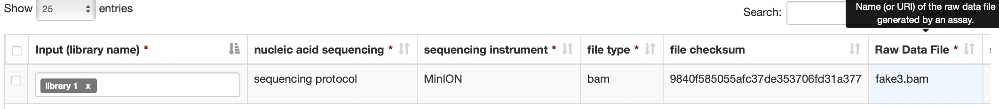 Show 25 entries
Search:
Name (or URI) of the raw data file
generated by an assay.
Export table
Input (library name) * nucleic acid sequencing * sequencing instrument * file type * file checksum Raw Data File *
library 1 x sequencing protocol MinION bam 9840f585055afc37de353706fd31a377 fake3.bam